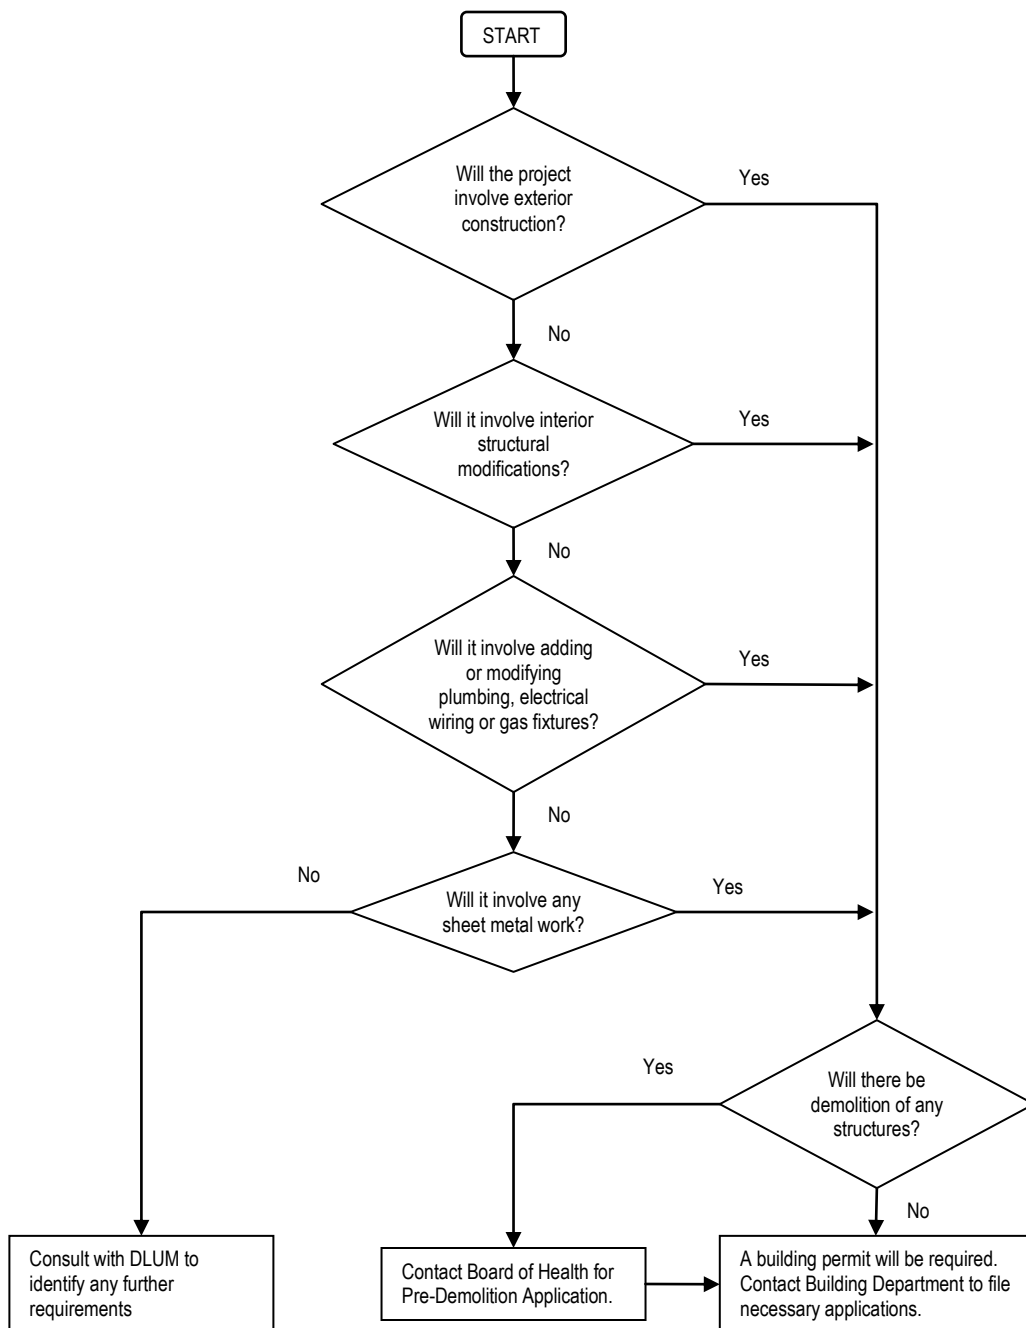 START
Will the project
involve exterior
construction?
Yes
No
Will it involve interior
structural
modifications?
Yes
No
Will it involve adding
or modifying
plumbing, electrical
wiring or gas fixtures?
Yes
No
No
Will it involve any
sheet metal work?
Yes
Yes
Will there be
demolition of any
structures?
No
Consult with DLUM to
identify any further
requirements
Contact Board of Health for
Pre-Demolition Application.
A building permit will be required.
Contact Building Department to file
necessary applications.